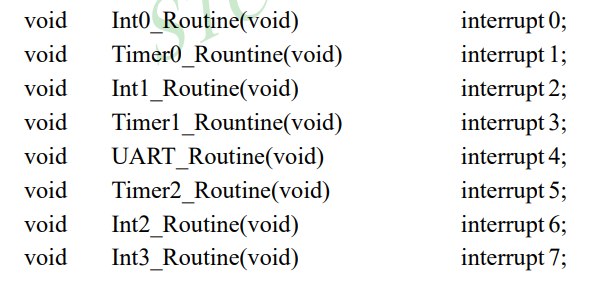 void Int0_Routine(void) interrupt 0;
void Timer0_Rountine(void) interrupt 1;
void Int1_Routine(void) interrupt 2;
void Timer1_Rountine(void) interrupt 3;
void UART_Routine(void) interrupt 4;
void Timer2_Routine(void) interrupt 5;
void Int2_Routine(void) interrupt 6;
void Int3_Routine(void) interrupt 7;